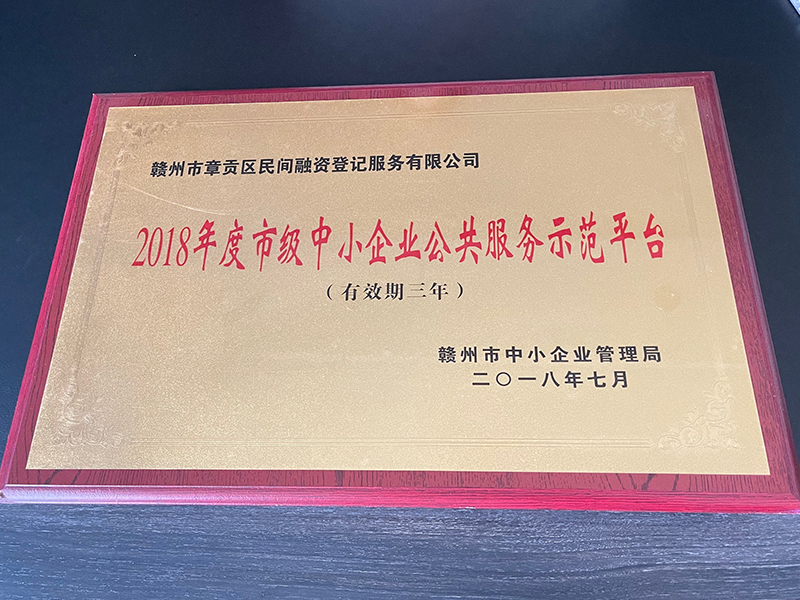 赣州市章贡区民间融资登记服务有限公司
2018年度市级中小企业公共服务示范平台
（有效期三年）
赣州市中小企业管理局
二〇一八年七月